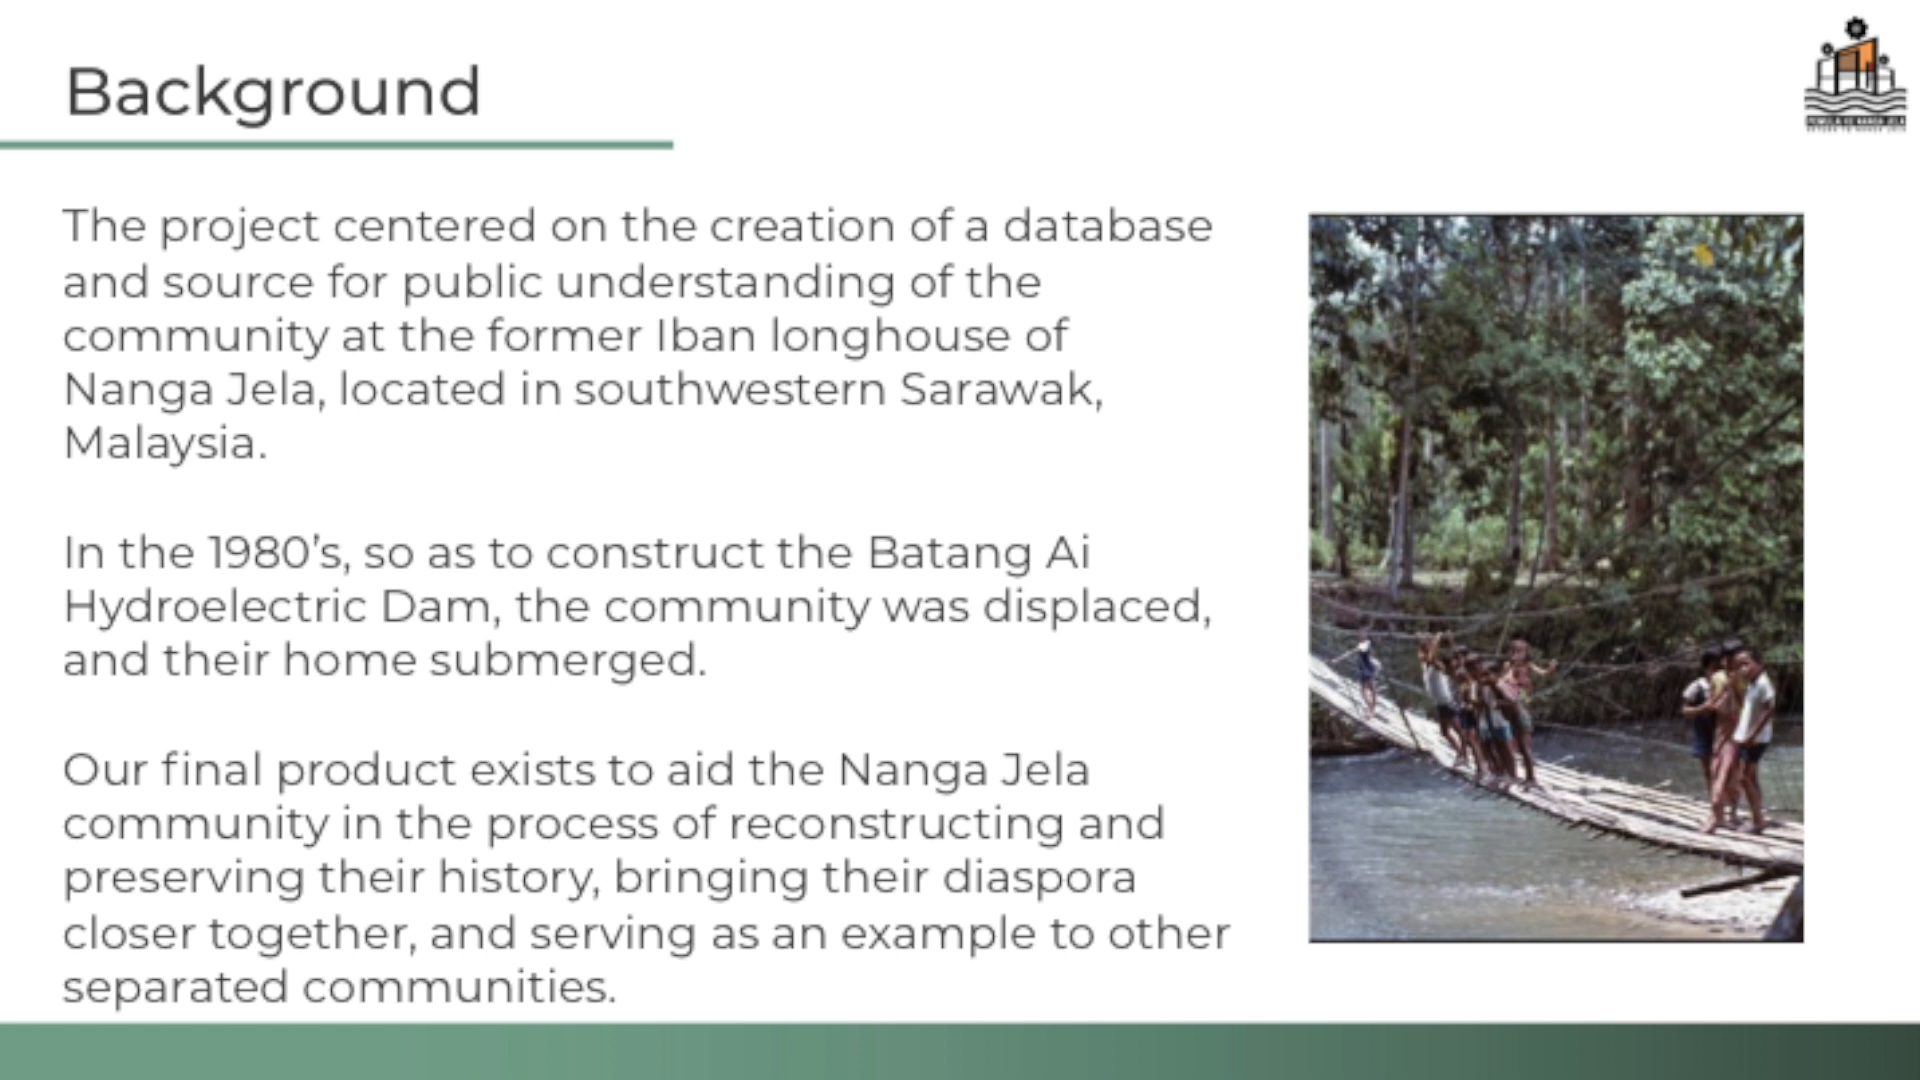 Background
The project centered on the creation of a database
and source for public understanding of the
community at the former Iban longhouse of
Nanga Jela, located in southwestern Sarawak,
Malaysia.
In the 1980's, so as to construct the Batang Ai
Hydroelectric Dam, the community was displaced,
and their home submerged.
Our final product exists to aid the Nanga Jela
community in the process of reconstructing and
preserving their history, bringing their diaspora
closer together, and serving as an example to other
separated communities.